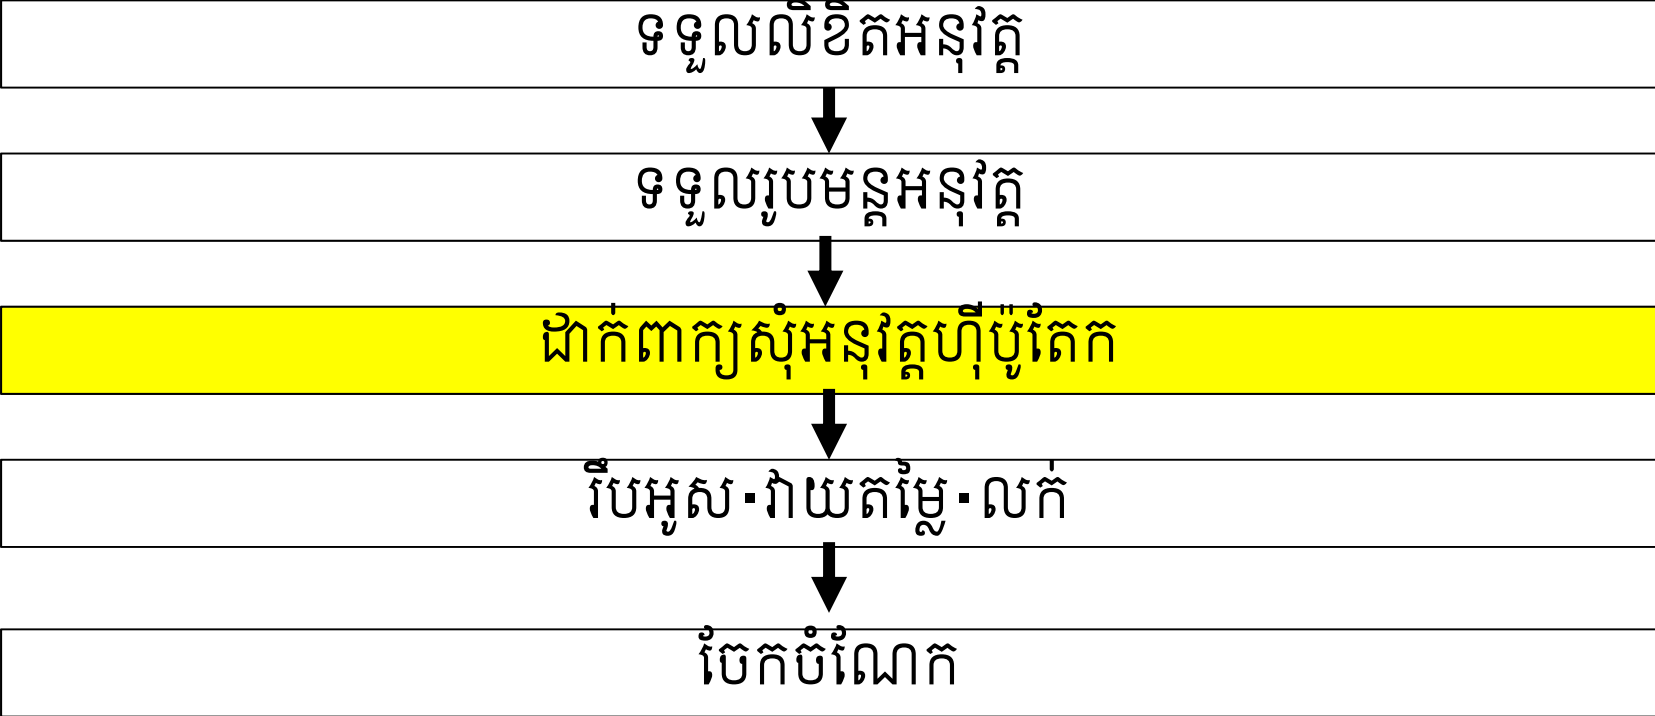 ទទួលលិខិតអនុវត្ត
ទទួលរូបមន្តអនុវត្ត
ដាក់ពាក្យសុំអនុវត្តហ៊ីប៉ូតែក
រឹបអូស·វាយតម្លៃ·លក់
ចែកចំណែក